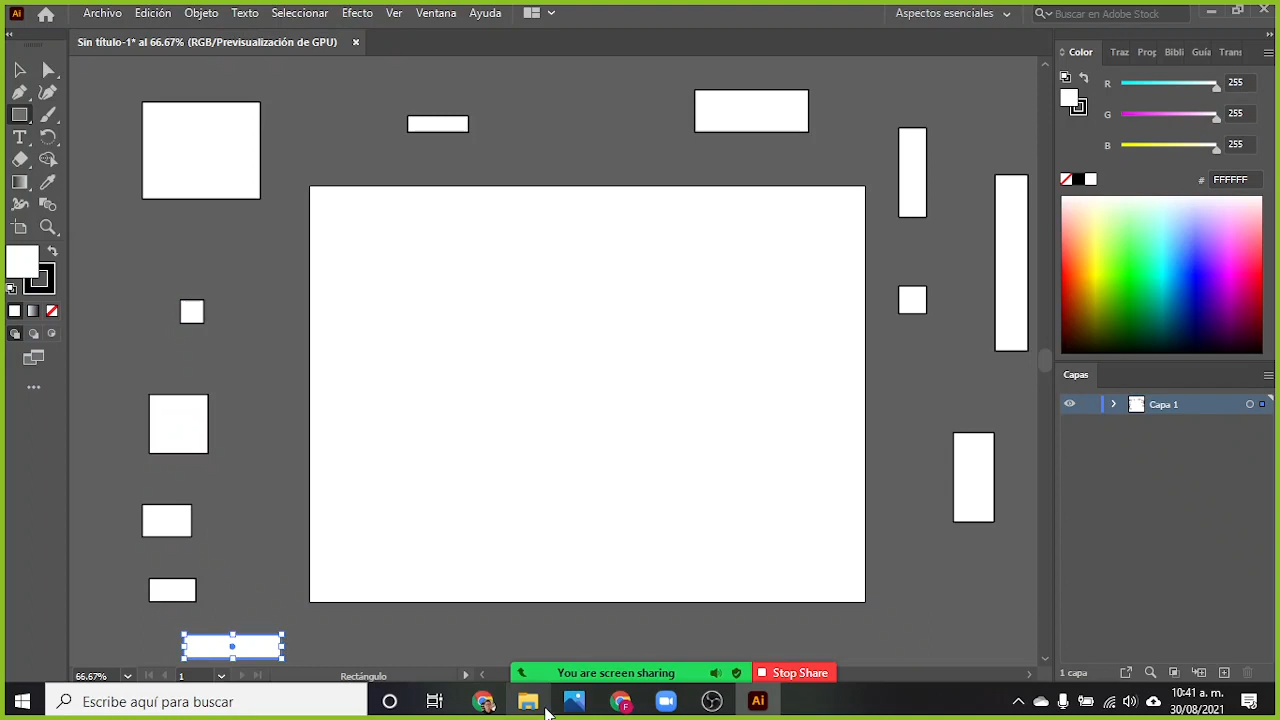 Ai Archivo Edición Objeto Texto Seleccionar Efecto Ver Ventana Ayuda Aspectos esenciales Buscar en Adobe Stock
Sin título-1* al 66.67% (RGB/Previsualización de GPU)
Color Traz Prop Bibli Guía Trans
R 255
G 255
B 255
# FFFFFF
Capas
Capa 1
66.67% 1 Rectángulo
You are screen sharing Stop Share
1 capa
Escribe aquí para buscar
Ai
10:41 a. m.
30/08/2021